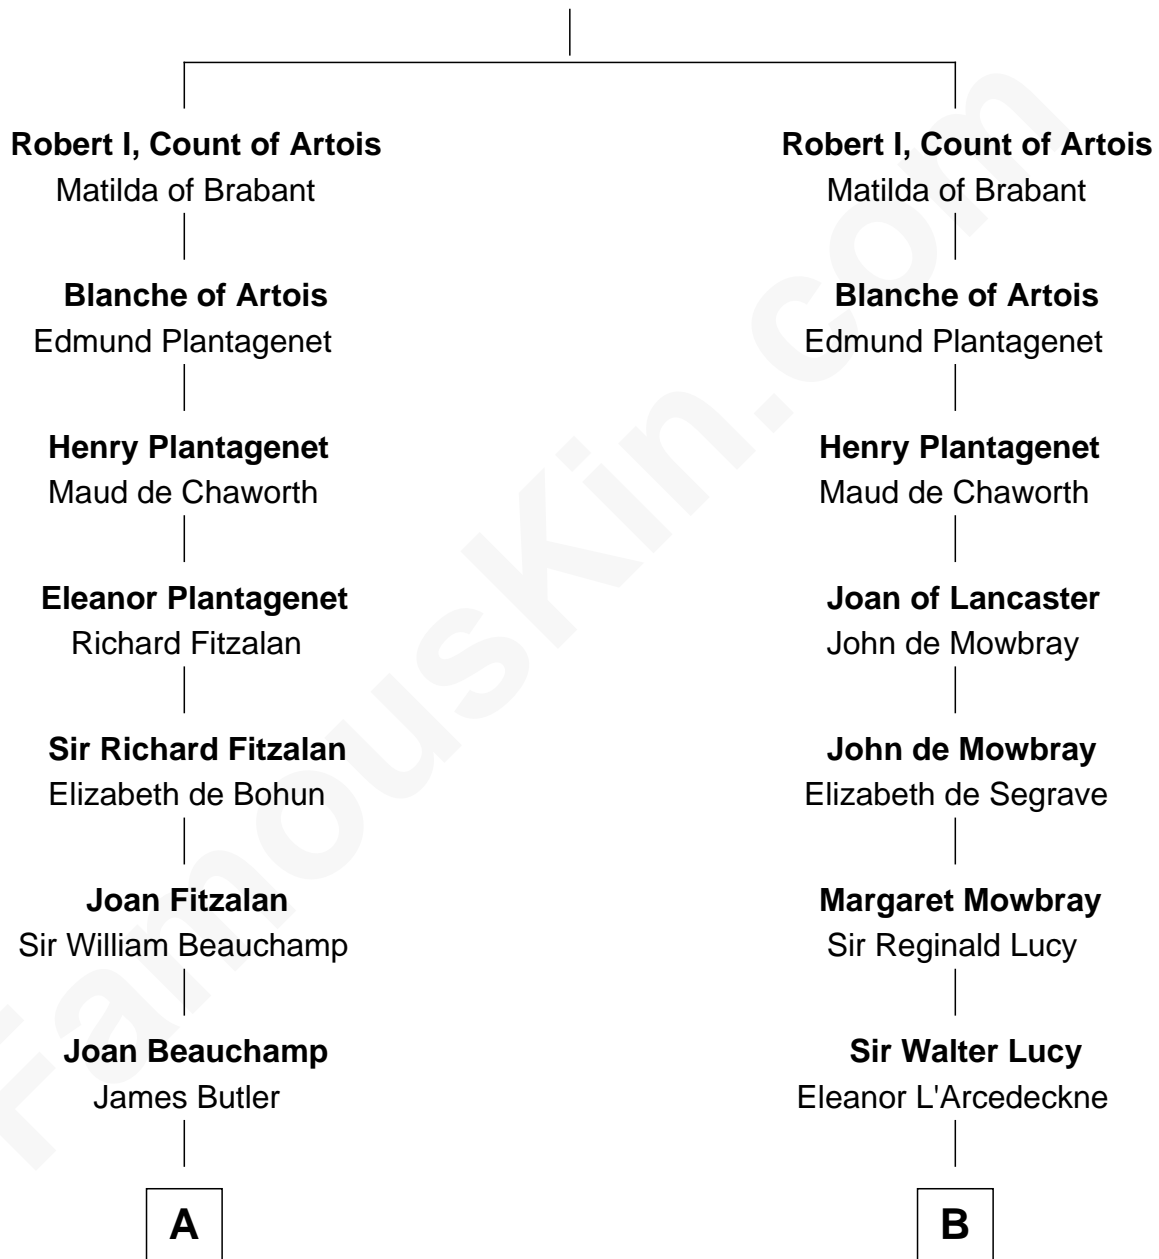 Robert I, Count of Artois
Matilda of Brabant
Blanche of Artois
Edmund Plantagenet
Henry Plantagenet
Maud de Chaworth
Eleanor Plantagenet
Richard Fitzalan
Sir Richard Fitzalan
Elizabeth de Bohun
Joan Fitzalan
Sir William Beauchamp
Joan Beauchamp
James Butler
A
Robert I, Count of Artois
Matilda of Brabant
Blanche of Artois
Edmund Plantagenet
Henry Plantagenet
Maud de Chaworth
Joan of Lancaster
John de Mowbray
John de Mowbray
Elizabeth de Segrave
Margaret Mowbray
Sir Reginald Lucy
Sir Walter Lucy
Eleanor L'Arcedeckne
B
FamousKin.com